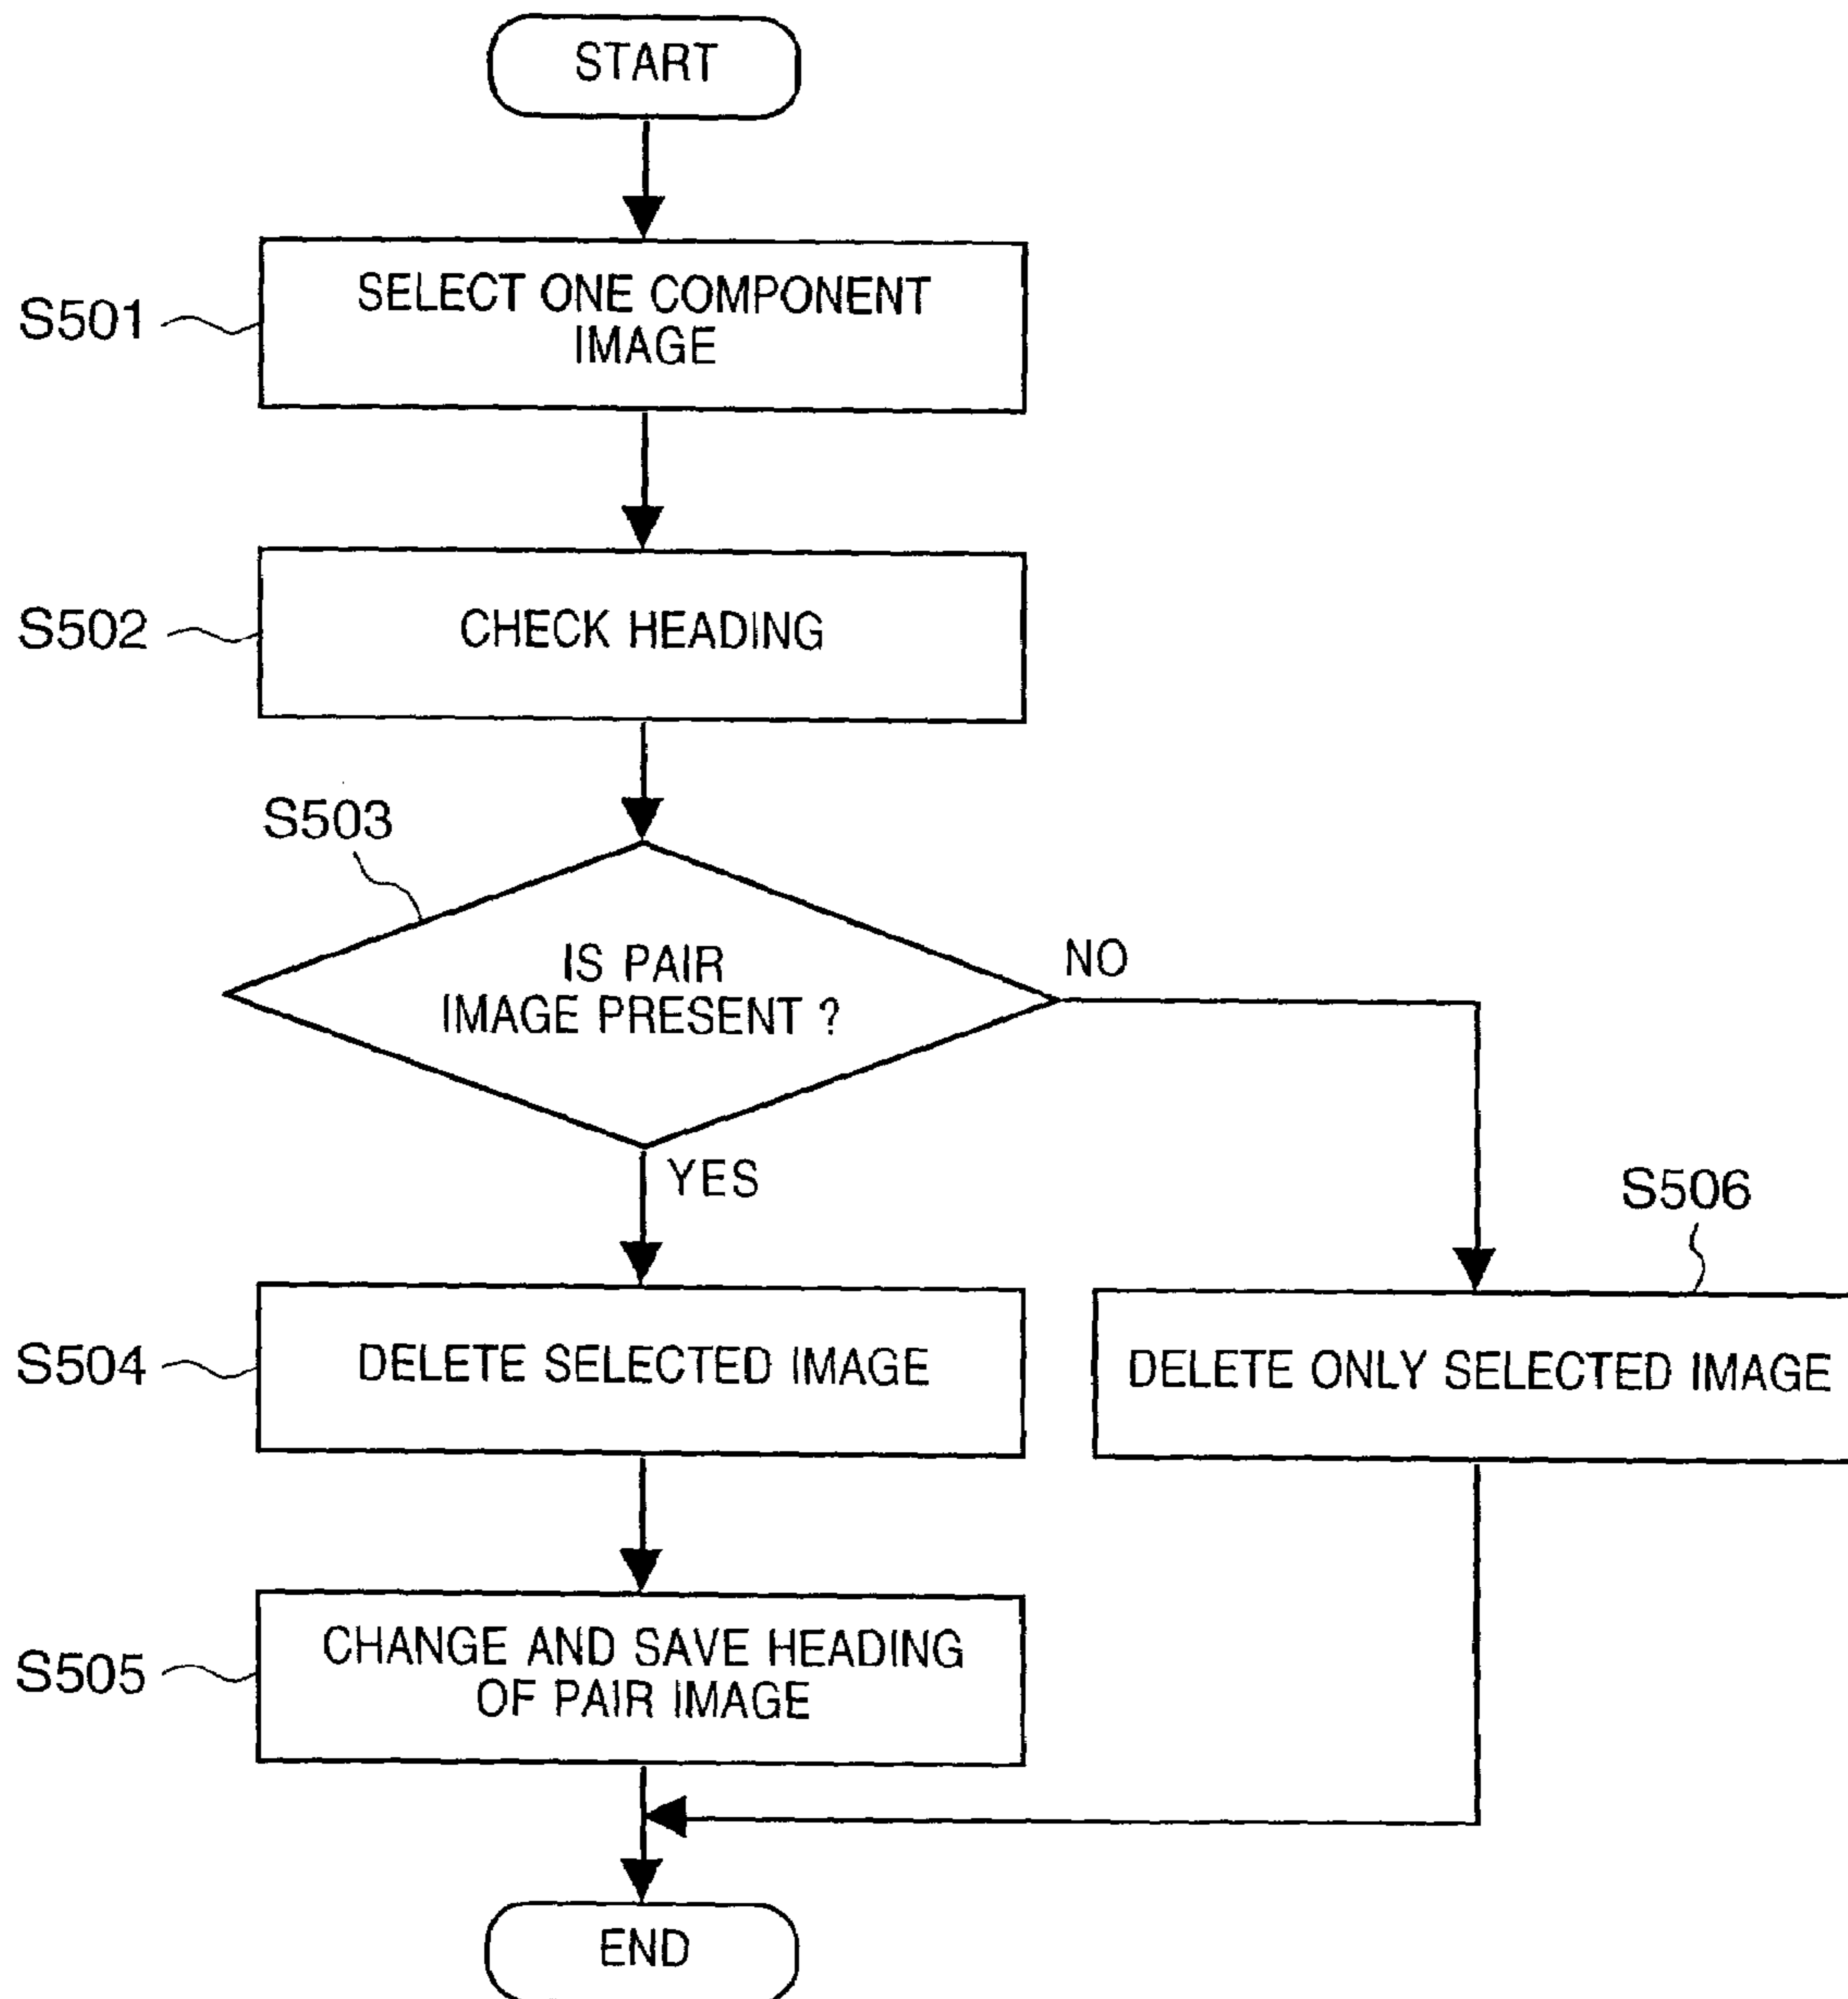 START
S501
SELECT ONE COMPONENT
IMAGE
S502
CHECK HEADING
S503
IS PAIR
IMAGE PRESENT ?
NO
YES
S504
DELETE SELECTED IMAGE
S506
DELETE ONLY SELECTED IMAGE
S505
CHANGE AND SAVE HEADING
OF PAIR IMAGE
END